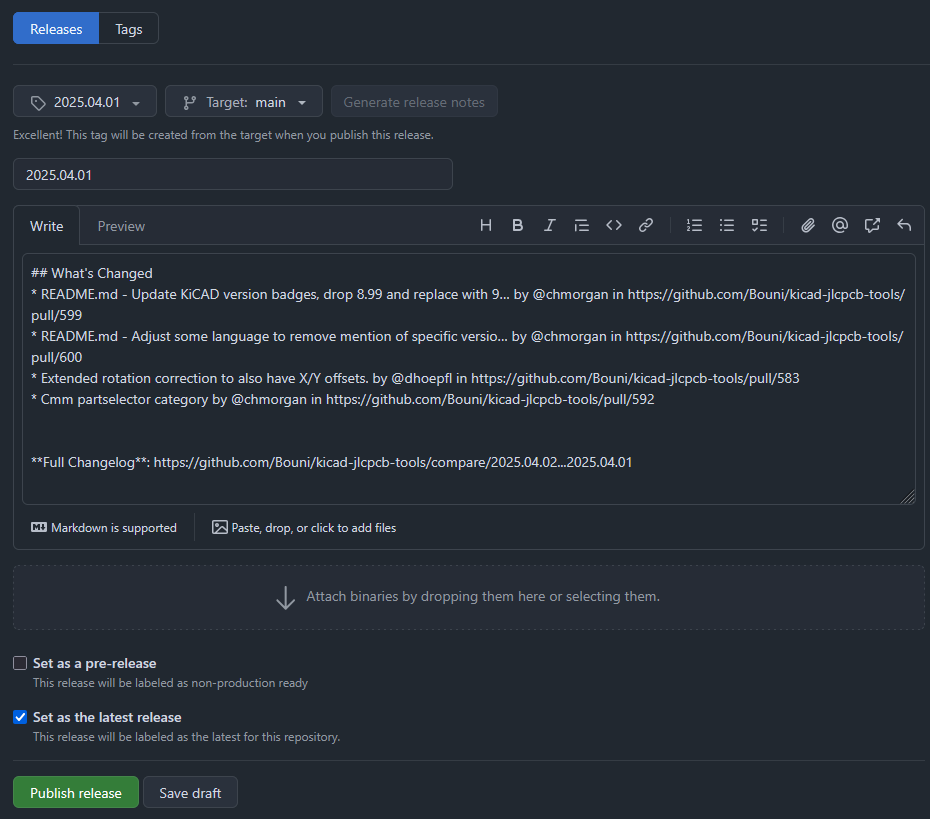 Releases Tags
2025.04.01 Target: main Generate release notes
Excellent! This tag will be created from the target when you publish this release.
2025.04.01
Write Preview
## What's Changed
* README.md - Update KiCAD version badges, drop 8.99 and replace with 9... by @chmorgan in https://github.com/Bouni/kicad-jlcpcb-tools/
pull/599
* README.md - Adjust some language to remove mention of specific versio... by @chmorgan in https://github.com/Bouni/kicad-jlcpcb-tools/
pull/600
* Extended rotation correction to also have X/Y offsets. by @dhoepfl in https://github.com/Bouni/kicad-jlcpcb-tools/pull/583
* Cmm partselector category by @chmorgan in https://github.com/Bouni/kicad-jlcpcb-tools/pull/592
**Full Changelog**: https://github.com/Bouni/kicad-jlcpcb-tools/compare/2025.04.02...2025.04.01
Markdown is supported Paste, drop, or click to add files
Attach binaries by dropping them here or selecting them.
Set as a pre-release
This release will be labeled as non-production ready
Set as the latest release
This release will be labeled as the latest for this repository.
Publish release Save draft